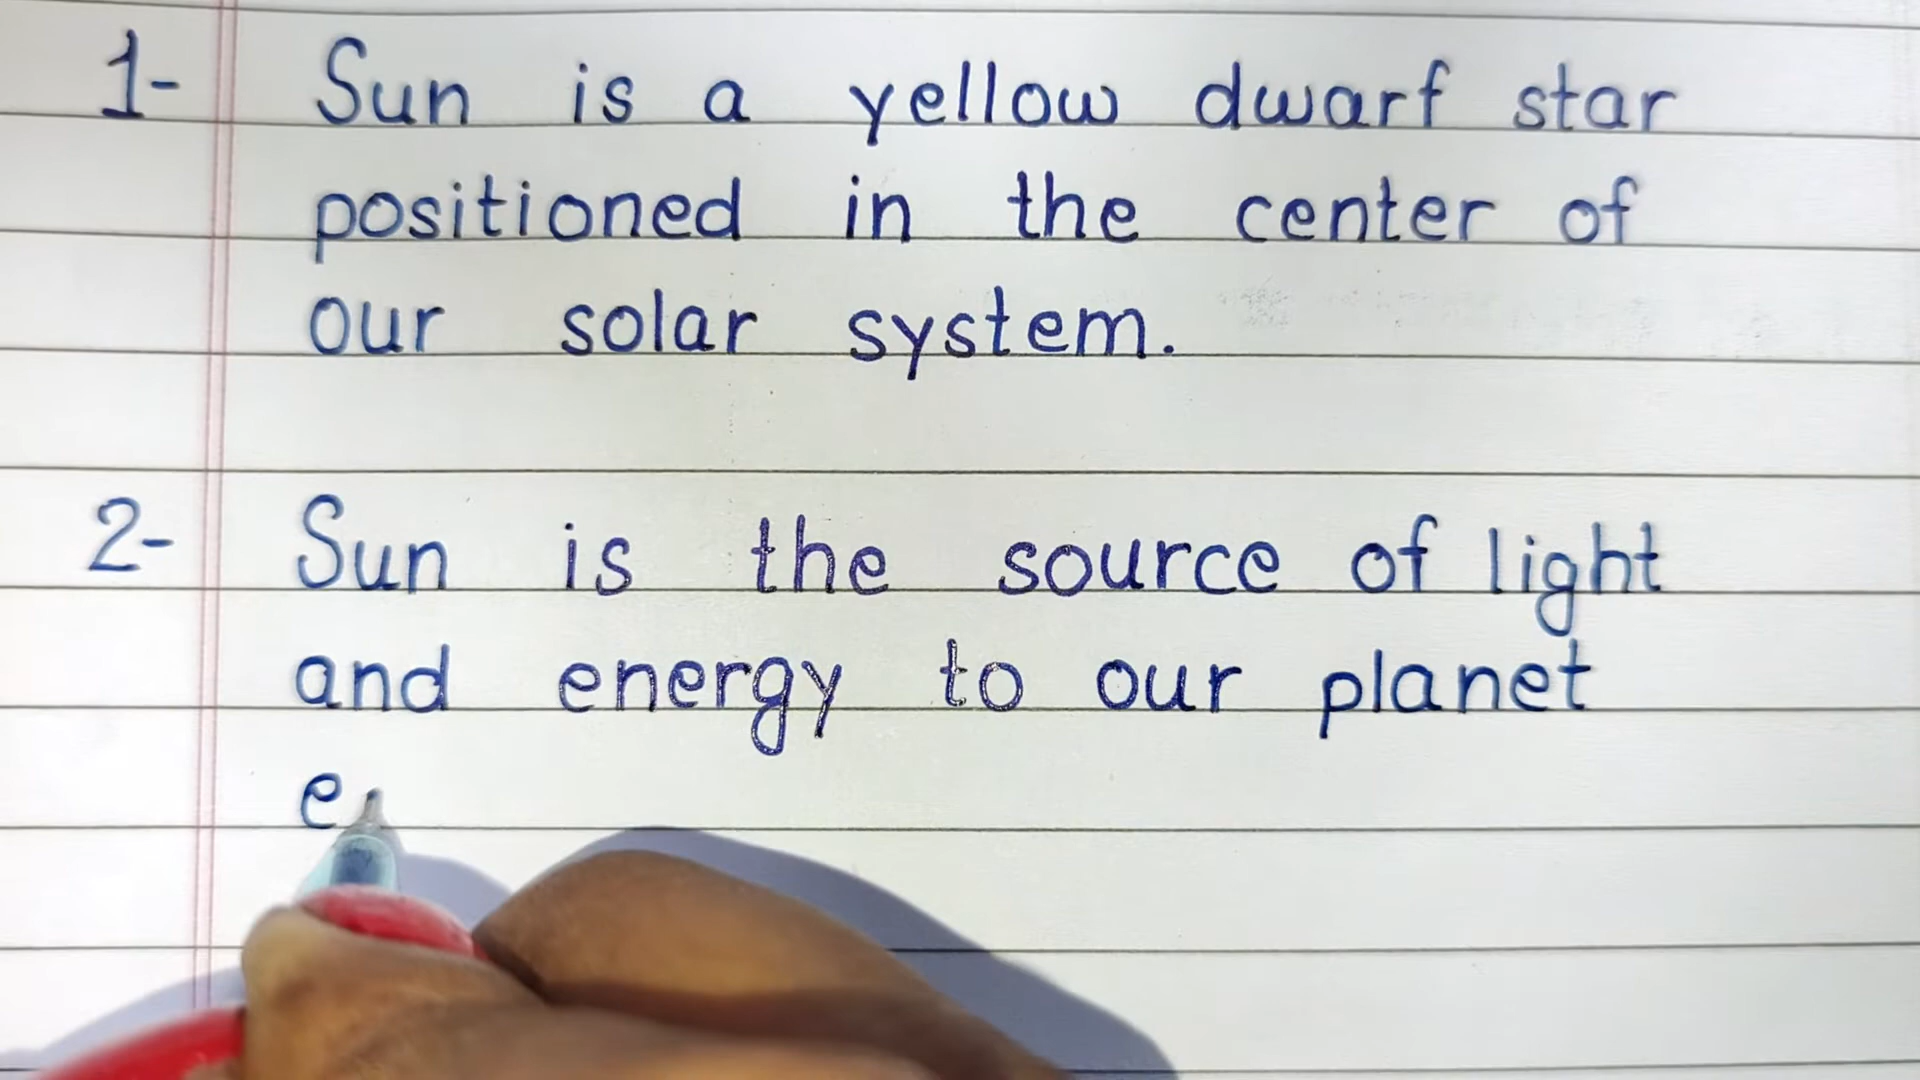 1- Sun is a yellow dwarf star
positioned in the center of
our solar system.
2- Sun is the source of light
and energy to our planet
e